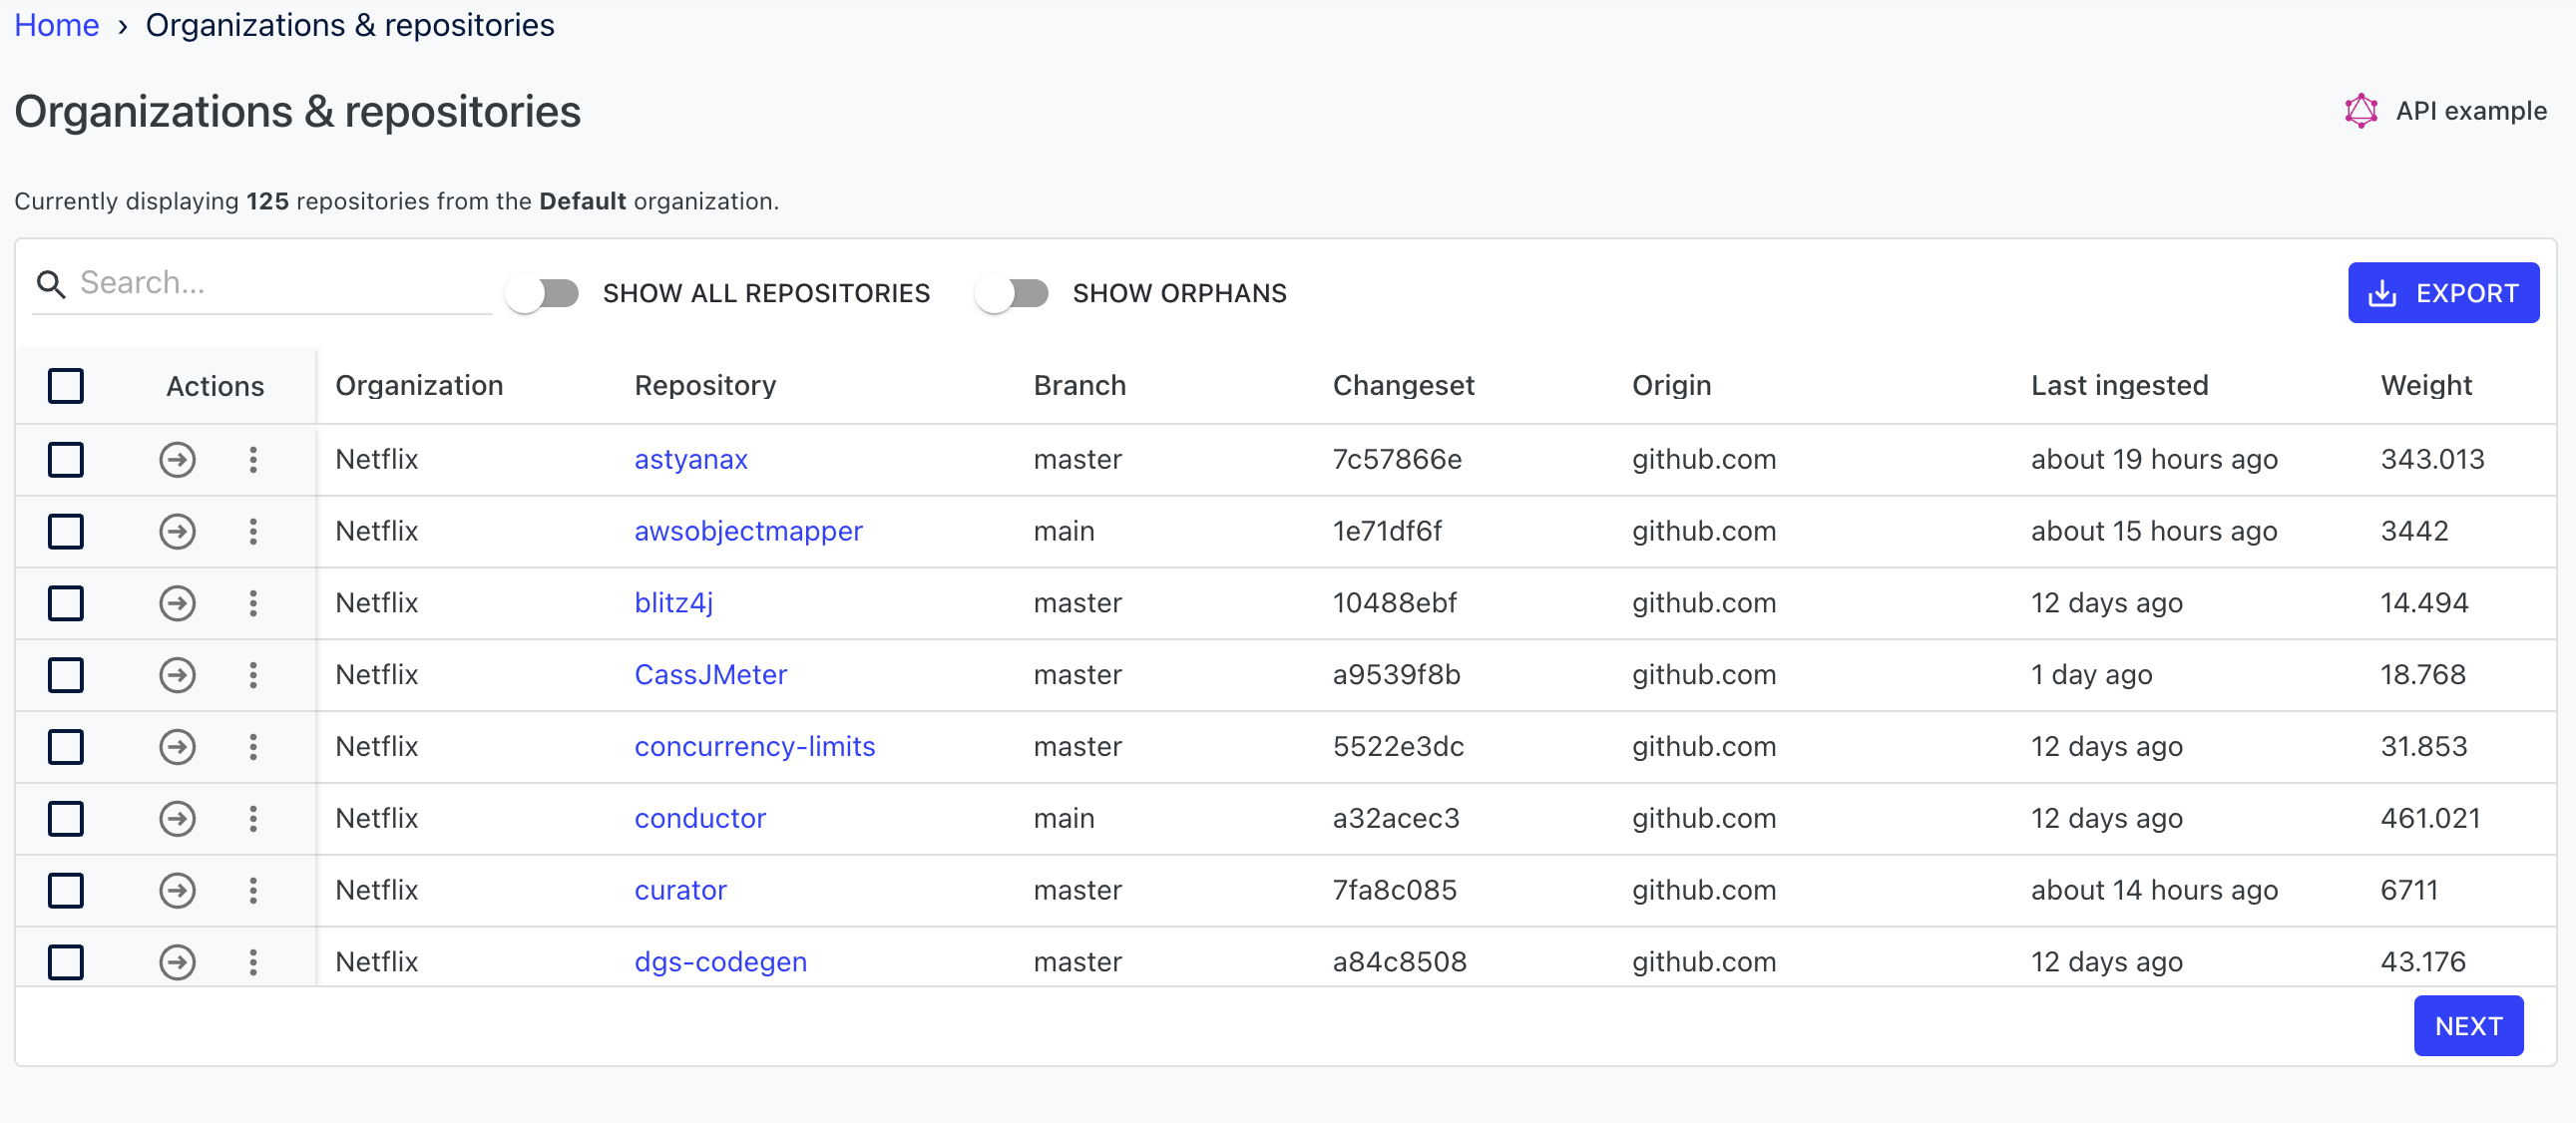 Home › Organizations & repositories
Organizations & repositories
API example
Currently displaying 125 repositories from the Default organization.
Search... SHOW ALL REPOSITORIES SHOW ORPHANS EXPORT
Actions Organization Repository Branch Changeset Origin Last ingested Weight
Netflix astyanax master 7c57866e github.com about 19 hours ago 343.013
Netflix awsobjectmapper main 1e71df6f github.com about 15 hours ago 3442
Netflix blitz4j master 10488ebf github.com 12 days ago 14.494
Netflix CassJMeter master a9539f8b github.com 1 day ago 18.768
Netflix concurrency-limits master 5522e3dc github.com 12 days ago 31.853
Netflix conductor main a32acec3 github.com 12 days ago 461.021
Netflix curator master 7fa8c085 github.com about 14 hours ago 6711
Netflix dgs-codegen master a84c8508 github.com 12 days ago 43.176
NEXT